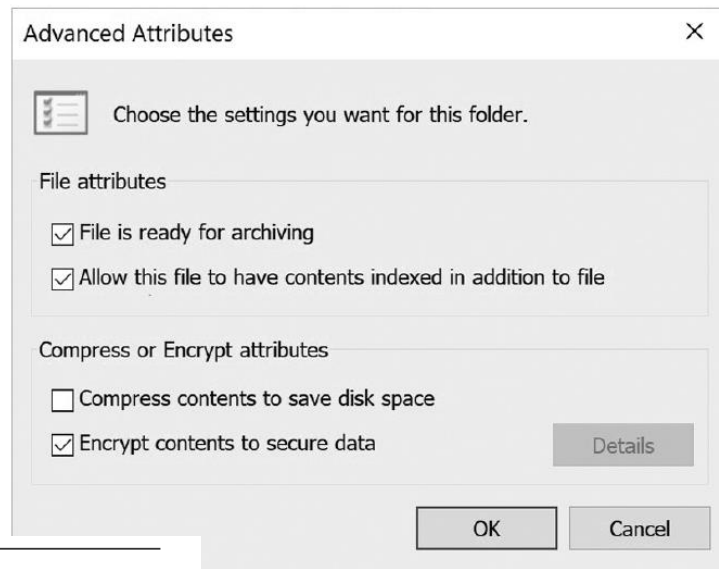 Advanced Attributes
Choose the settings you want for this folder.
File attributes
File is ready for archiving
Allow this file to have contents indexed in addition to file
Compress or Encrypt attributes
Compress contents to save disk space
Encrypt contents to secure data
Details
OK Cancel